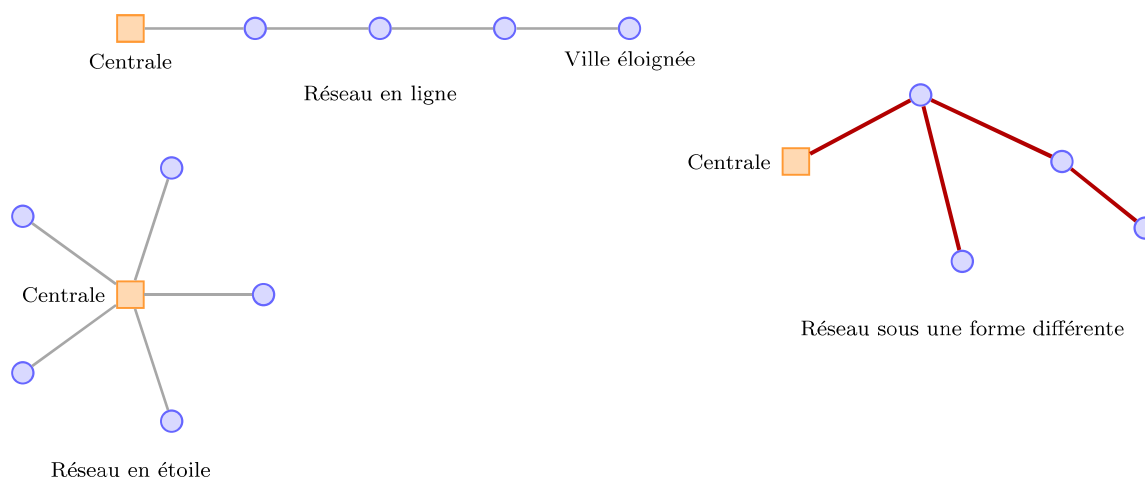 Centrale
Ville éloignée
Réseau en ligne
Centrale
Réseau en étoile
Centrale
Réseau sous une forme différente